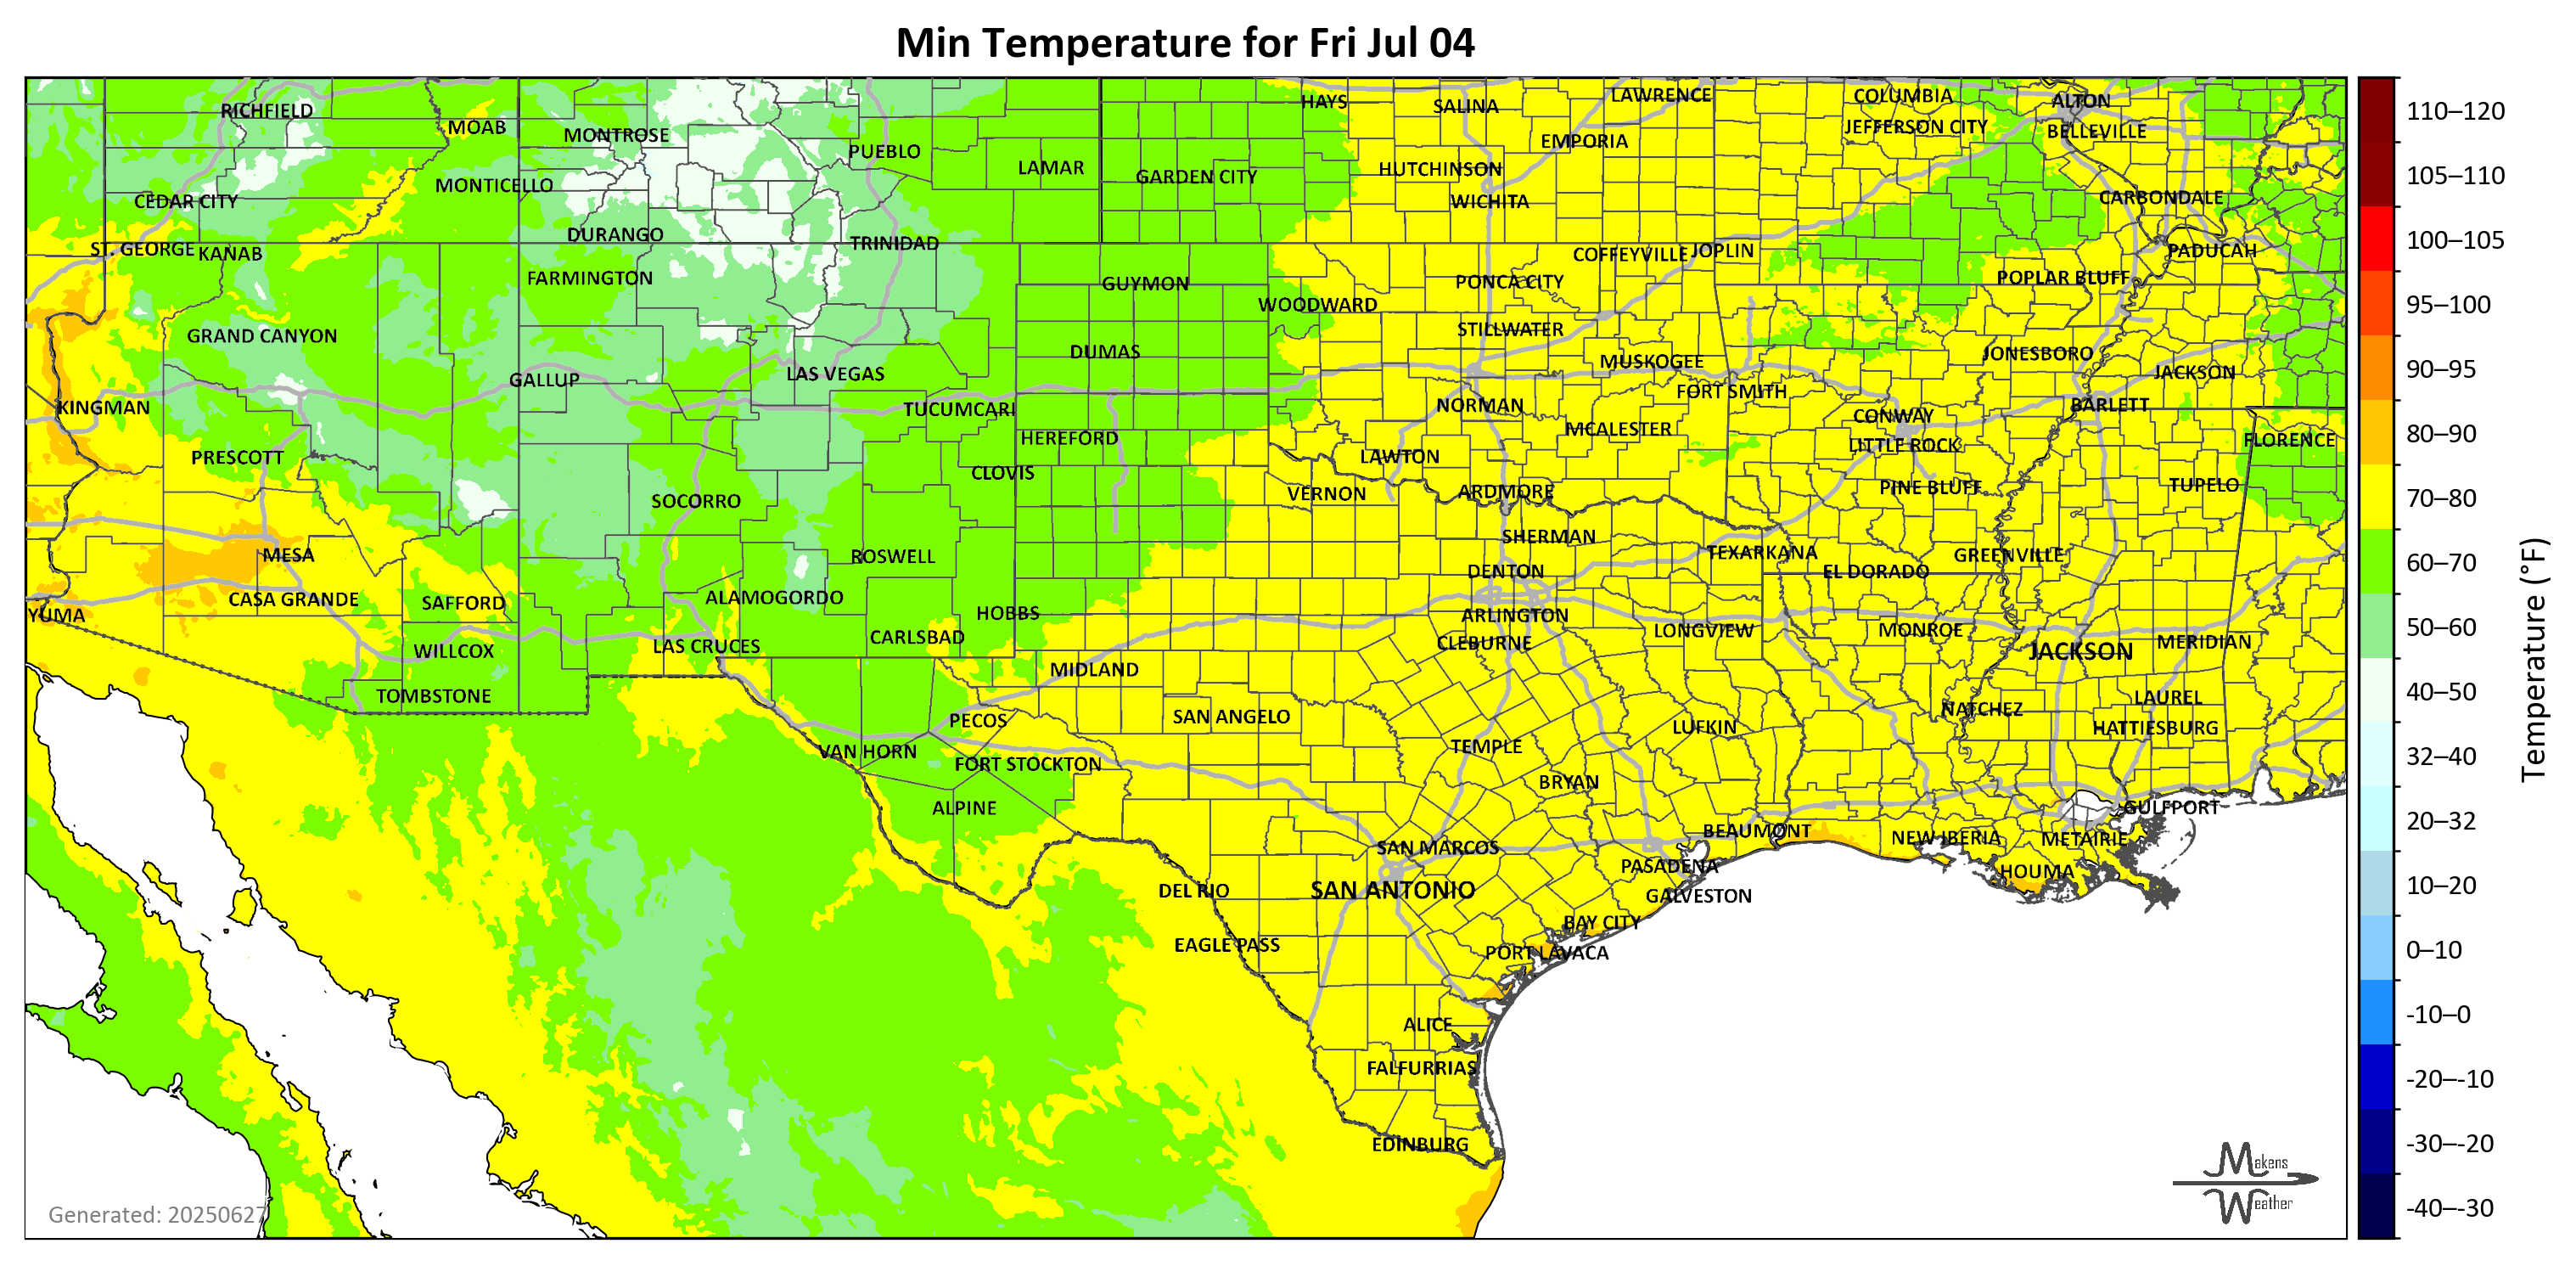 Min Temperature for Fri Jul 04
RICHFIELD
MOAB
MONTROSE
PUEBLO
LAMAR
GARDEN CITY
HAYS
SALINA
LAWRENCE
EMPORIA
HUTCHINSON
WICHITA
COLUMBIA
JEFFERSON CITY
ALTON
BELLEVILLE
CARBONDALE
MONTICELLO
CEDAR CITY
DURANGO
TRINIDAD
ST. GEORGE
KANAB
FARMINGTON
GUYMON
WOODWARD
PONCA CITY
COFFEYVILLE
JOPLIN
POPLAR BLUFF
PADUCAH
GRAND CANYON
DUMAS
STILLWATER
MUSKOGEE
JONESBORO
JACKSON
GALLUP
LAS VEGAS
KINGMAN
TUCUMCARI
HEREFORD
NORMAN
FORT SMITH
MCALESTER
CONWAY
LITTLE ROCK
BARLETT
FLORENCE
PRESCOTT
CLOVIS
LAWTON
SOCORRO
VERNON
ARDMORE
PINE BLUFF
TUPELO
MESA
ROSWELL
SHERMAN
TEXARKANA
GREENVILLE
DENTON
EL DORADO
YUMA
CASA GRANDE
SAFFORD
ALAMOGORDO
HOBBS
ARLINGTON
CLEBURNE
LONGVIEW
MONROE
JACKSON
MERIDIAN
WILLCOX
LAS CRUCES
CARLSBAD
MIDLAND
TOMBSTONE
PECOS
SAN ANGELO
LUFKIN
NATCHEZ
LAUREL
HATTIESBURG
VAN HORN
FORT STOCKTON
TEMPLE
BRYAN
ALPINE
GULFPORT
SAN MARCOS
BEAUMONT
NEW IBERIA
METAIRIE
PASADENA
HOUMA
DEL RIO
SAN ANTONIO
GALVESTON
BAY CITY
EAGLE PASS
PORT LAVACA
ALICE
FALFURRIAS
EDINBURG
Generated: 20250627
Makens
Weather
110–120
105–110
100–105
95–100
90–95
80–90
70–80
60–70
50–60
40–50
32–40
20–32
10–20
0–10
-10–0
-20–-10
-30–-20
-40–-30
Temperature (°F)